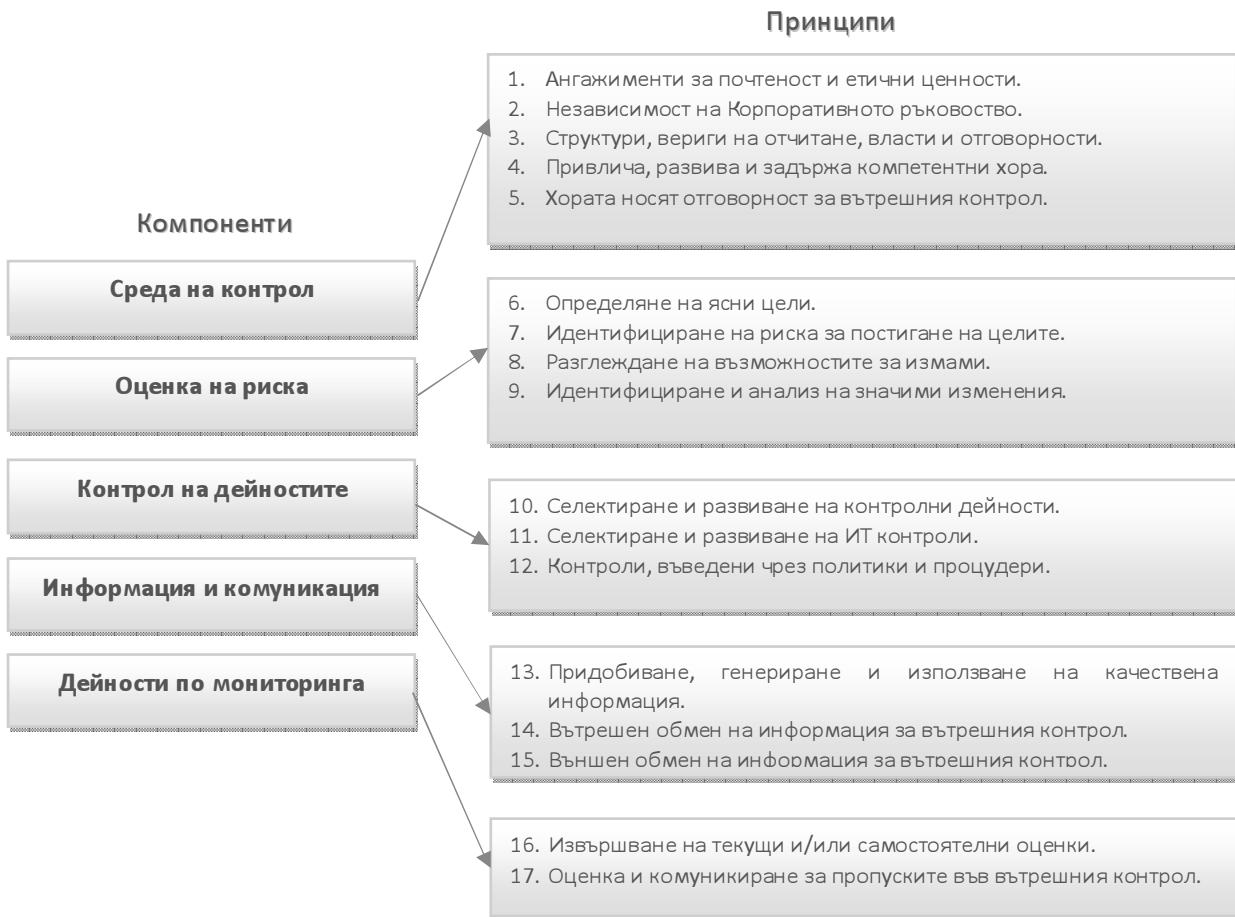 Принципи
1. Ангажименти за почтеност и етични ценности.
2. Независимост на Корпоративното ръковоство.
3. Структури, вериги на отчитане, власти и отговорности.
4. Привлича, развива и задържа компетентни хора.
5. Хората носят отговорност за вътрешния контрол.
Компоненти
Среда на контрол
Оценка на риска
Контрол на дейностите
Информация и комуникация
Дейности по мониторинга
6. Определяне на ясни цели.
7. Идентифициране на риска за постигане на целите.
8. Разглеждане на възможностите за измами.
9. Идентифициране и анализ на значими изменения.
10. Селектиране и развиване на контролни дейности.
11. Селектиране и развиване на ИТ контроли.
12. Контроли, въведени чрез политики и процудери.
13. Придобиване, генериране и използване на качествена
информация.
14. Вътрешен обмен на информация за вътрешния контрол.
15. Външен обмен на информация за вътрешния контрол.
16. Извършване на текущи и/или самостоятелни оценки.
17. Оценка и комуникиране за пропуските във вътрешния контрол.